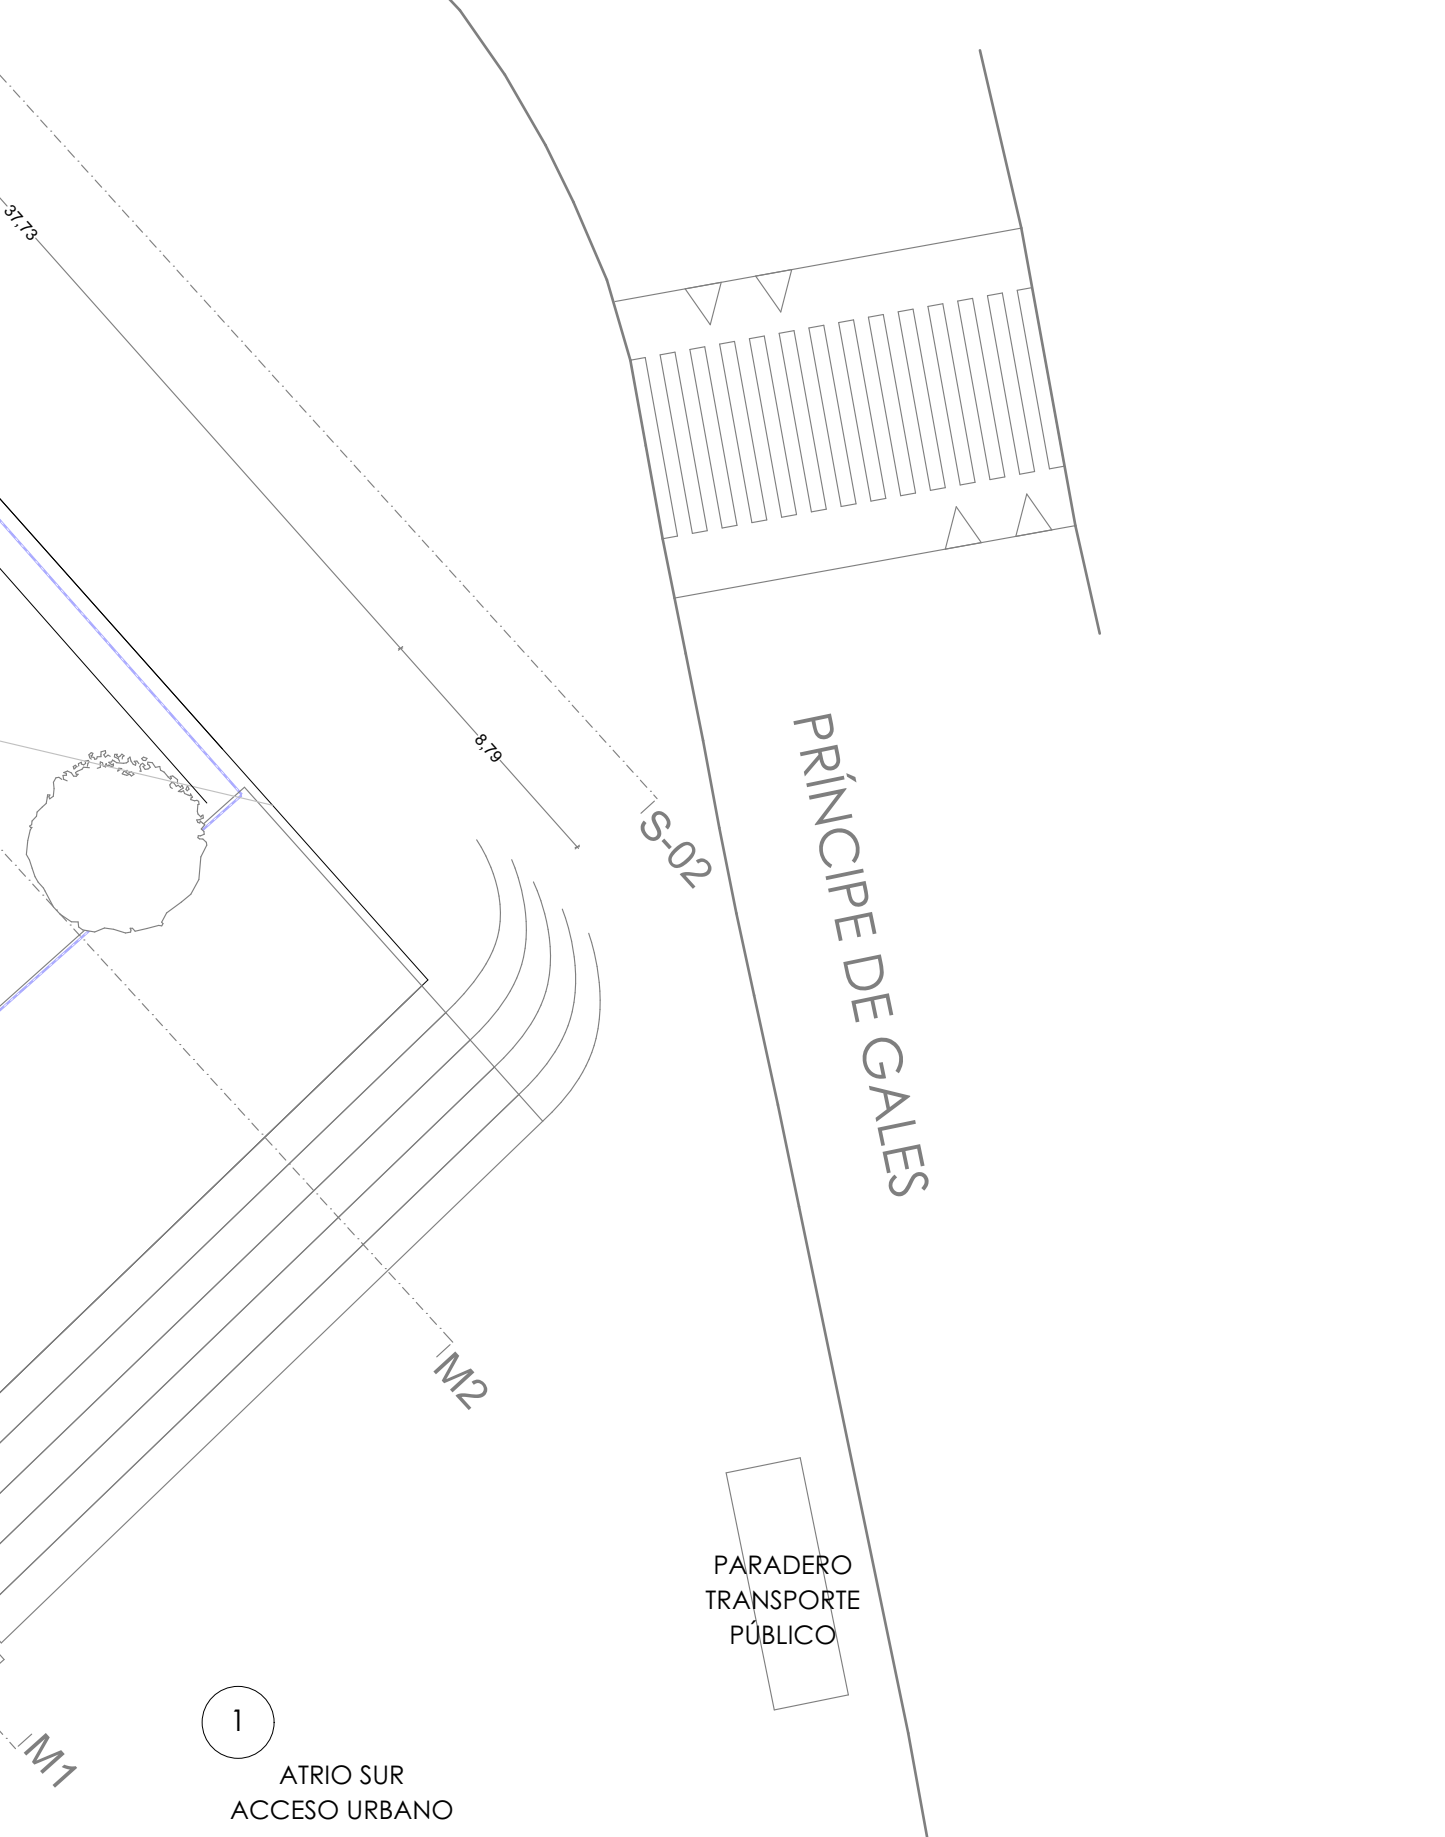 37,73
8,79
S-02
PRÍNCIPE DE GALES
M2
PARADERO
TRANSPORTE
PÚBLICO
1
M1
ATRIO SUR
ACCESO URBANO